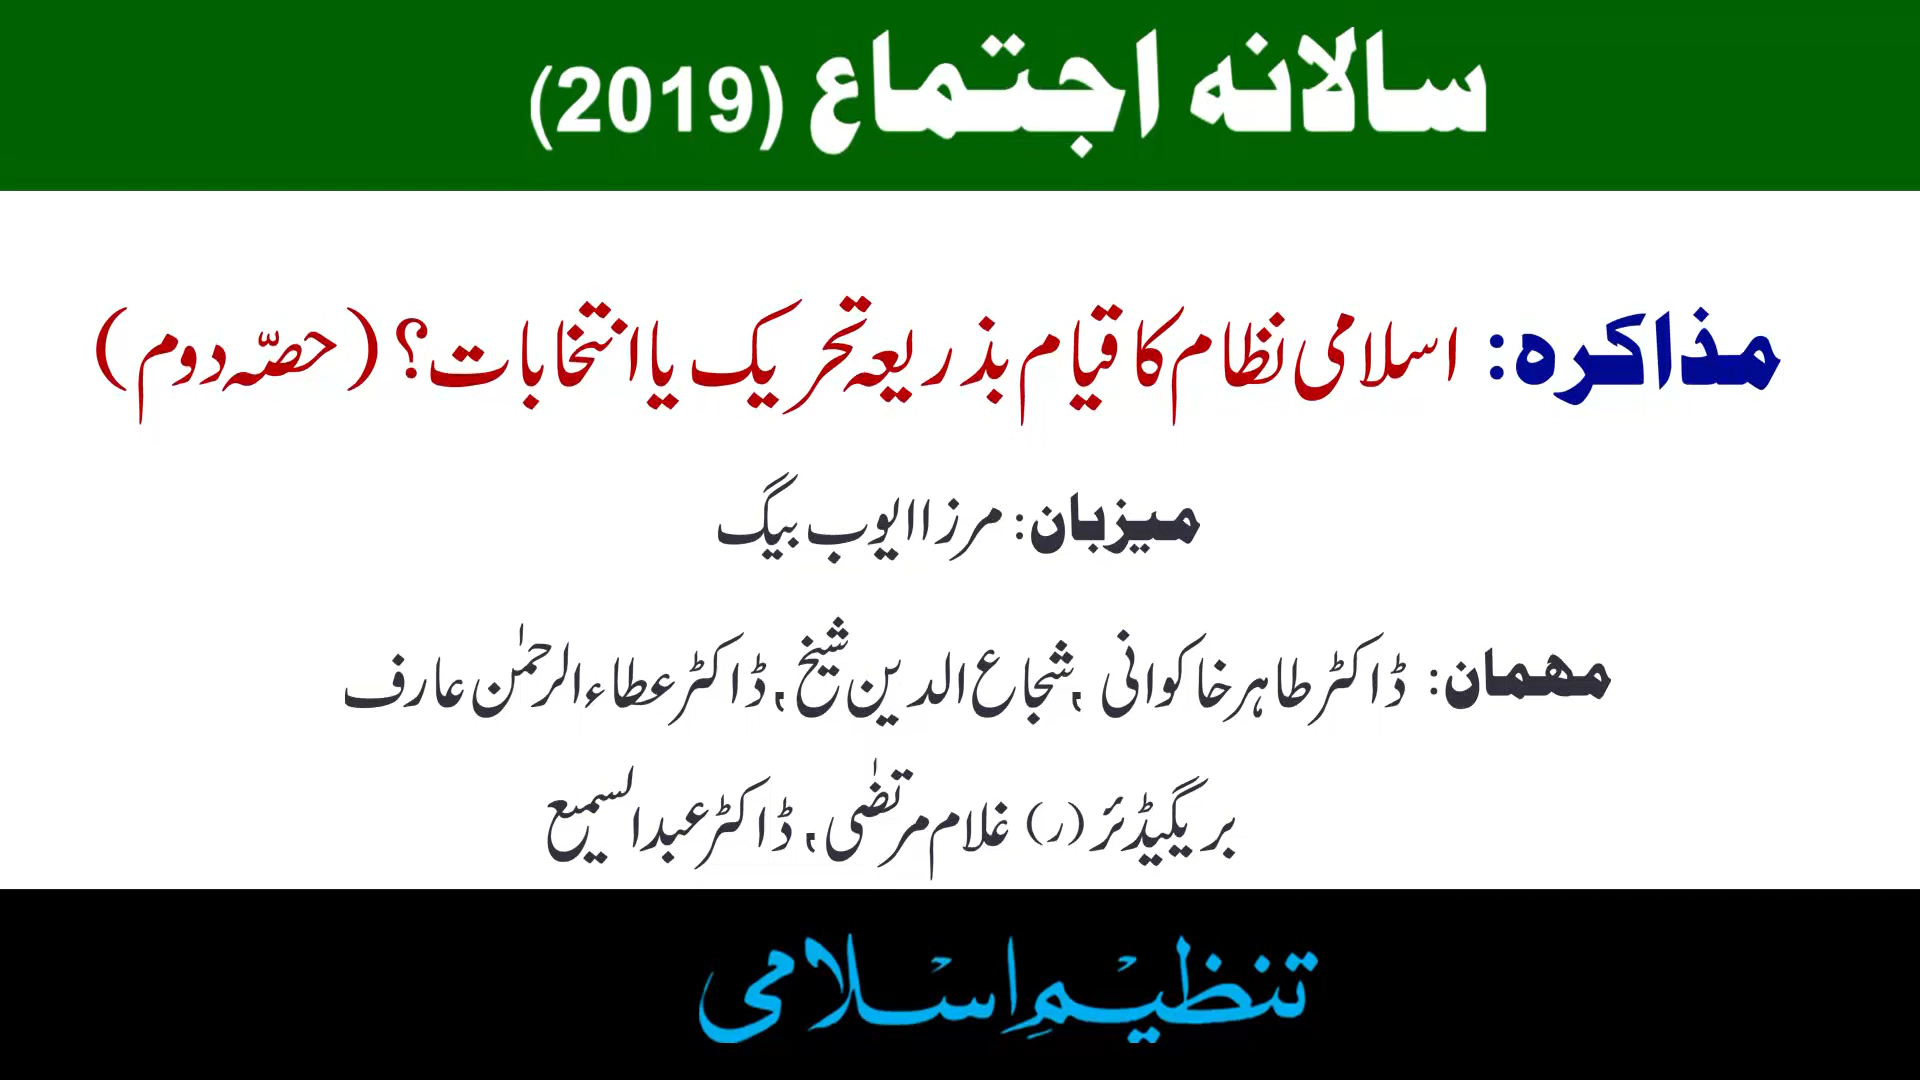 سالانہ اجتماع (2019)
مذاکرہ: اسلامی نظام کا قیام بذریعہ تحریک یا انتخابات؟ (حصّہ دوم)
میزبان: مرزا ایوب بیگ
مہمان: ڈاکٹر طاہر خاکوانی، شجاع الدین شیخ، ڈاکٹر عطاء الرحمٰن عارف
بریگیڈئر (ر) غلام مرتضٰی، ڈاکٹر عبدالسمیع
تنظیمِ اسلامی